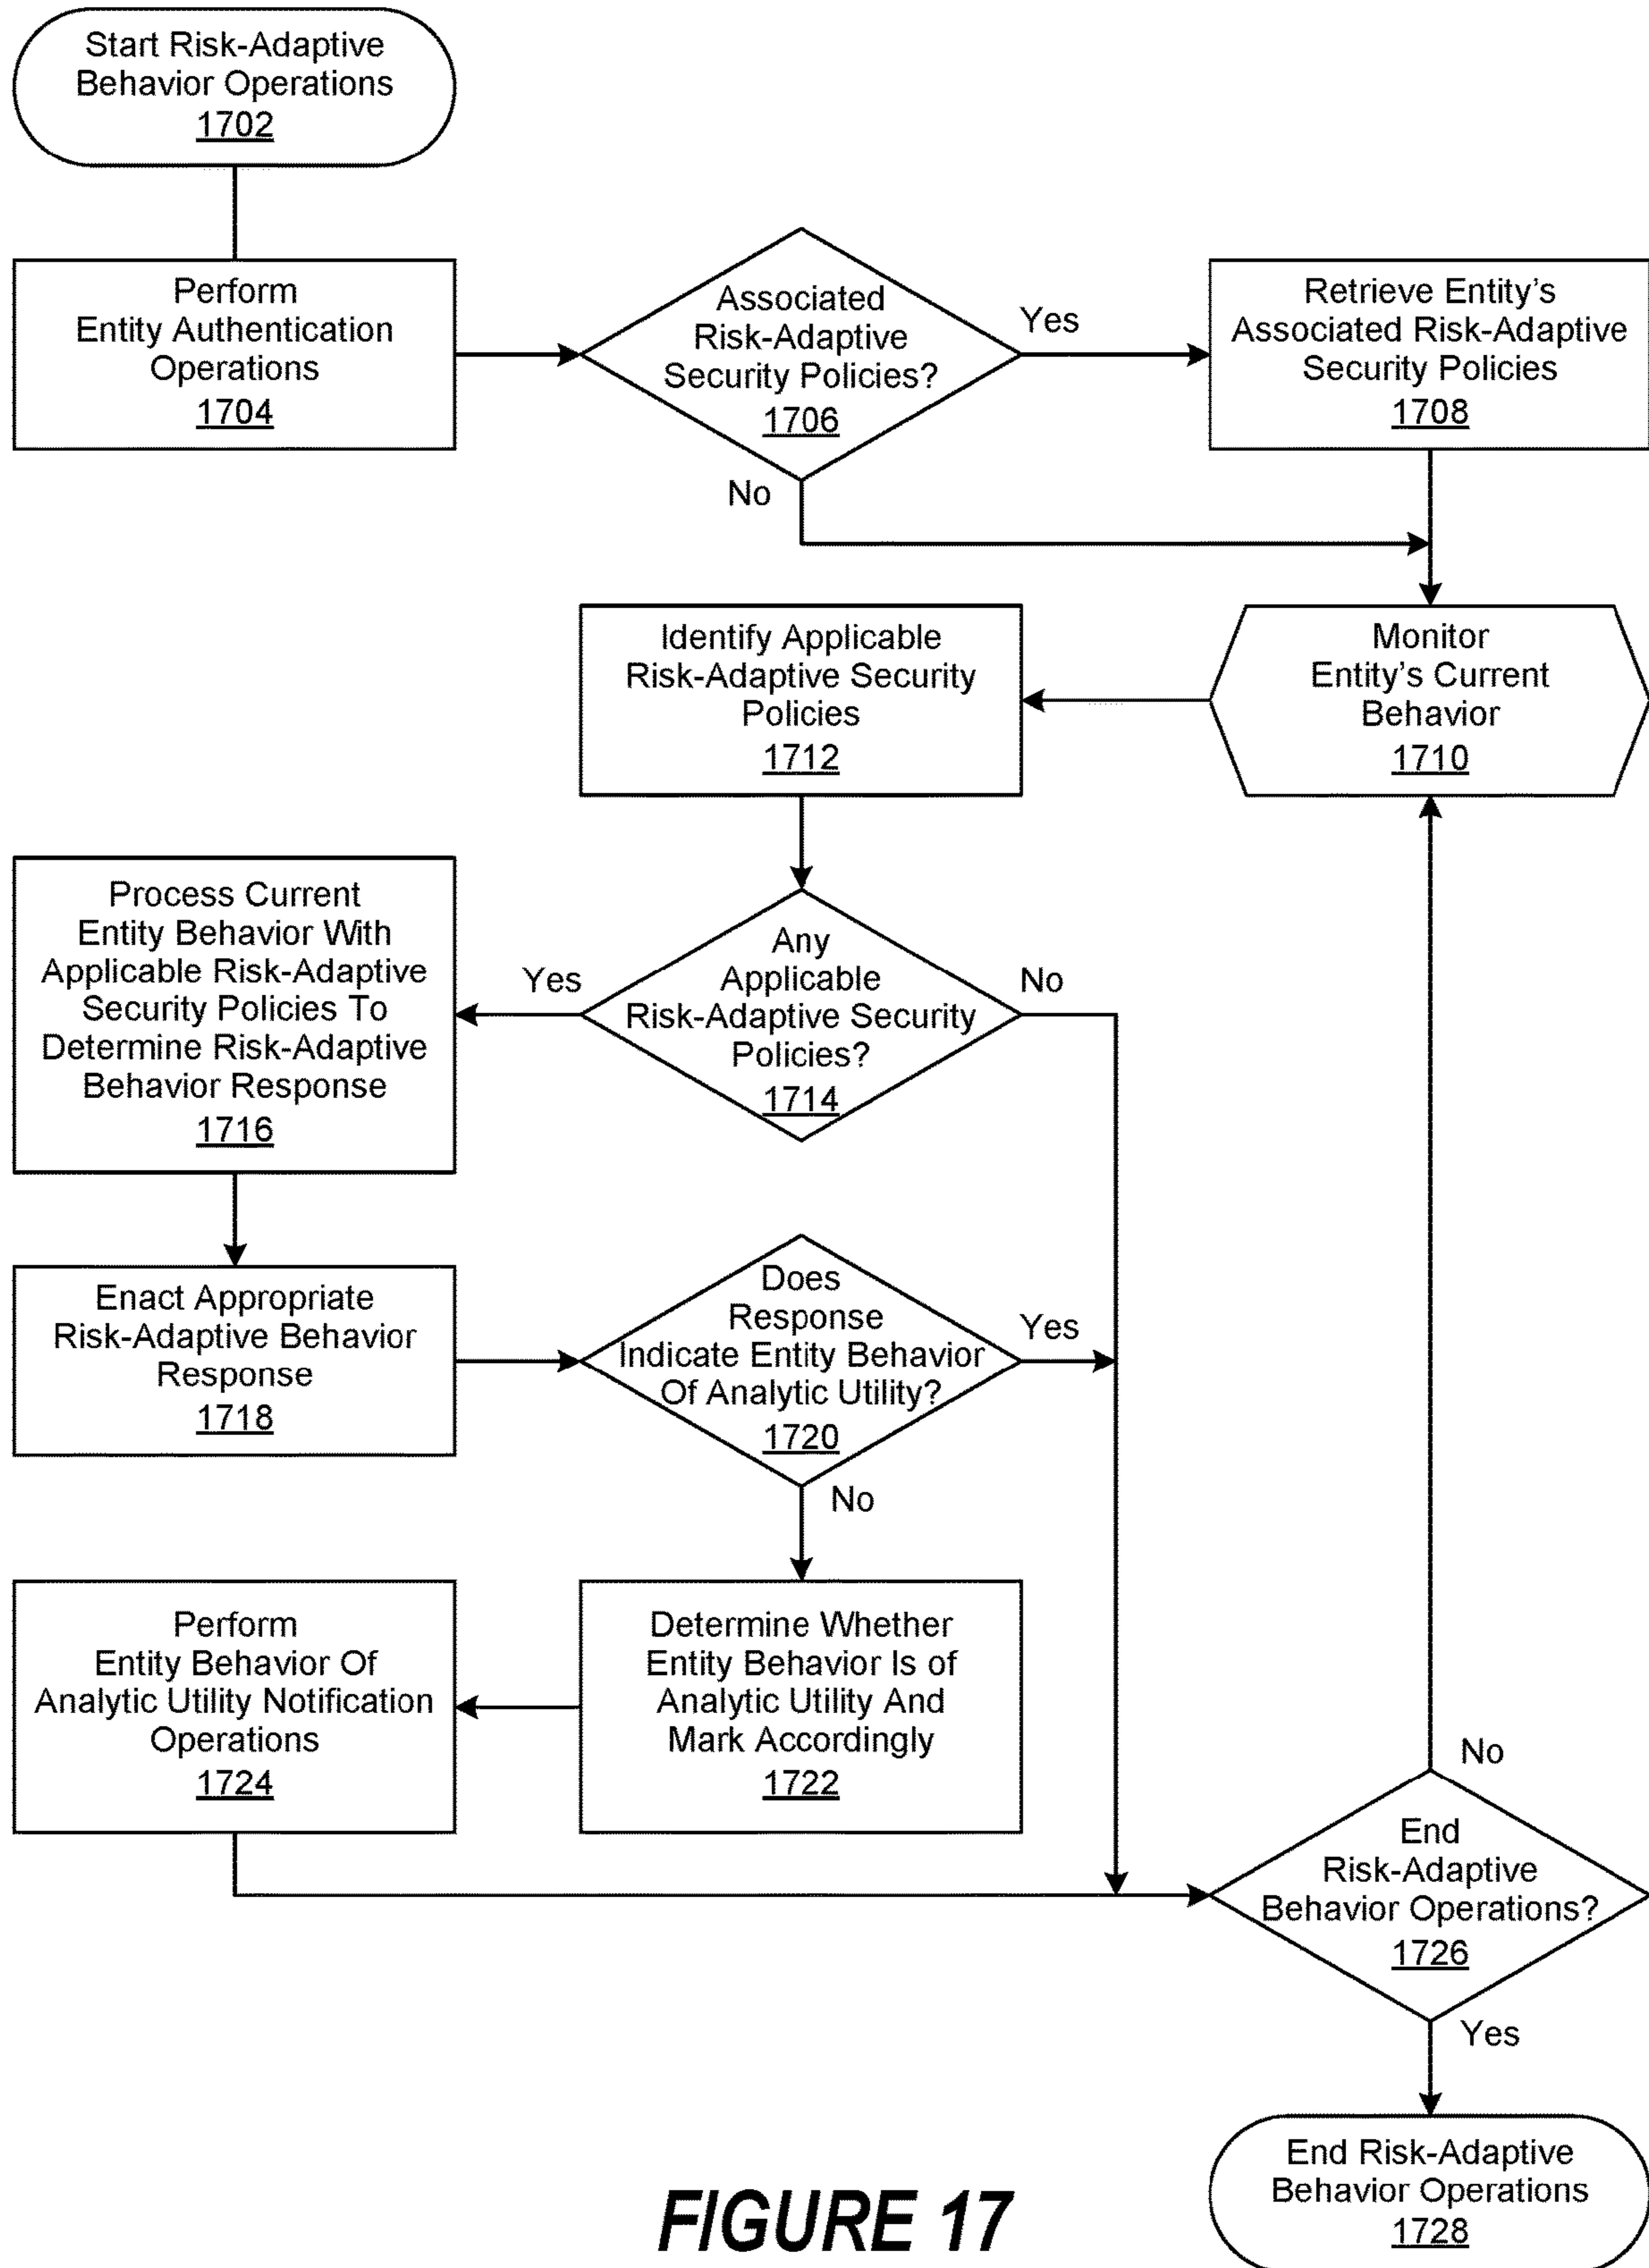 Start Risk-Adaptive
Behavior Operations
1702
Perform
Entity Authentication
Operations
1704
Associated
Risk-Adaptive
Security Policies?
1706
Yes
No
Retrieve Entity's
Associated Risk-Adaptive
Security Policies
1708
Monitor
Entity's Current
Behavior
1710
Identify Applicable
Risk-Adaptive Security
Policies
1712
Any
Applicable
Risk-Adaptive Security
Policies?
1714
Yes
No
Process Current
Entity Behavior With
Applicable Risk-Adaptive
Security Policies To
Determine Risk-Adaptive
Behavior Response
1716
Enact Appropriate
Risk-Adaptive Behavior
Response
1718
Does
Response
Indicate Entity Behavior
Of Analytic Utility?
1720
Yes
No
Determine Whether
Entity Behavior Is of
Analytic Utility And
Mark Accordingly
1722
Perform
Entity Behavior Of
Analytic Utility Notification
Operations
1724
No
End
Risk-Adaptive
Behavior Operations?
1726
Yes
End Risk-Adaptive
Behavior Operations
1728
FIGURE 17